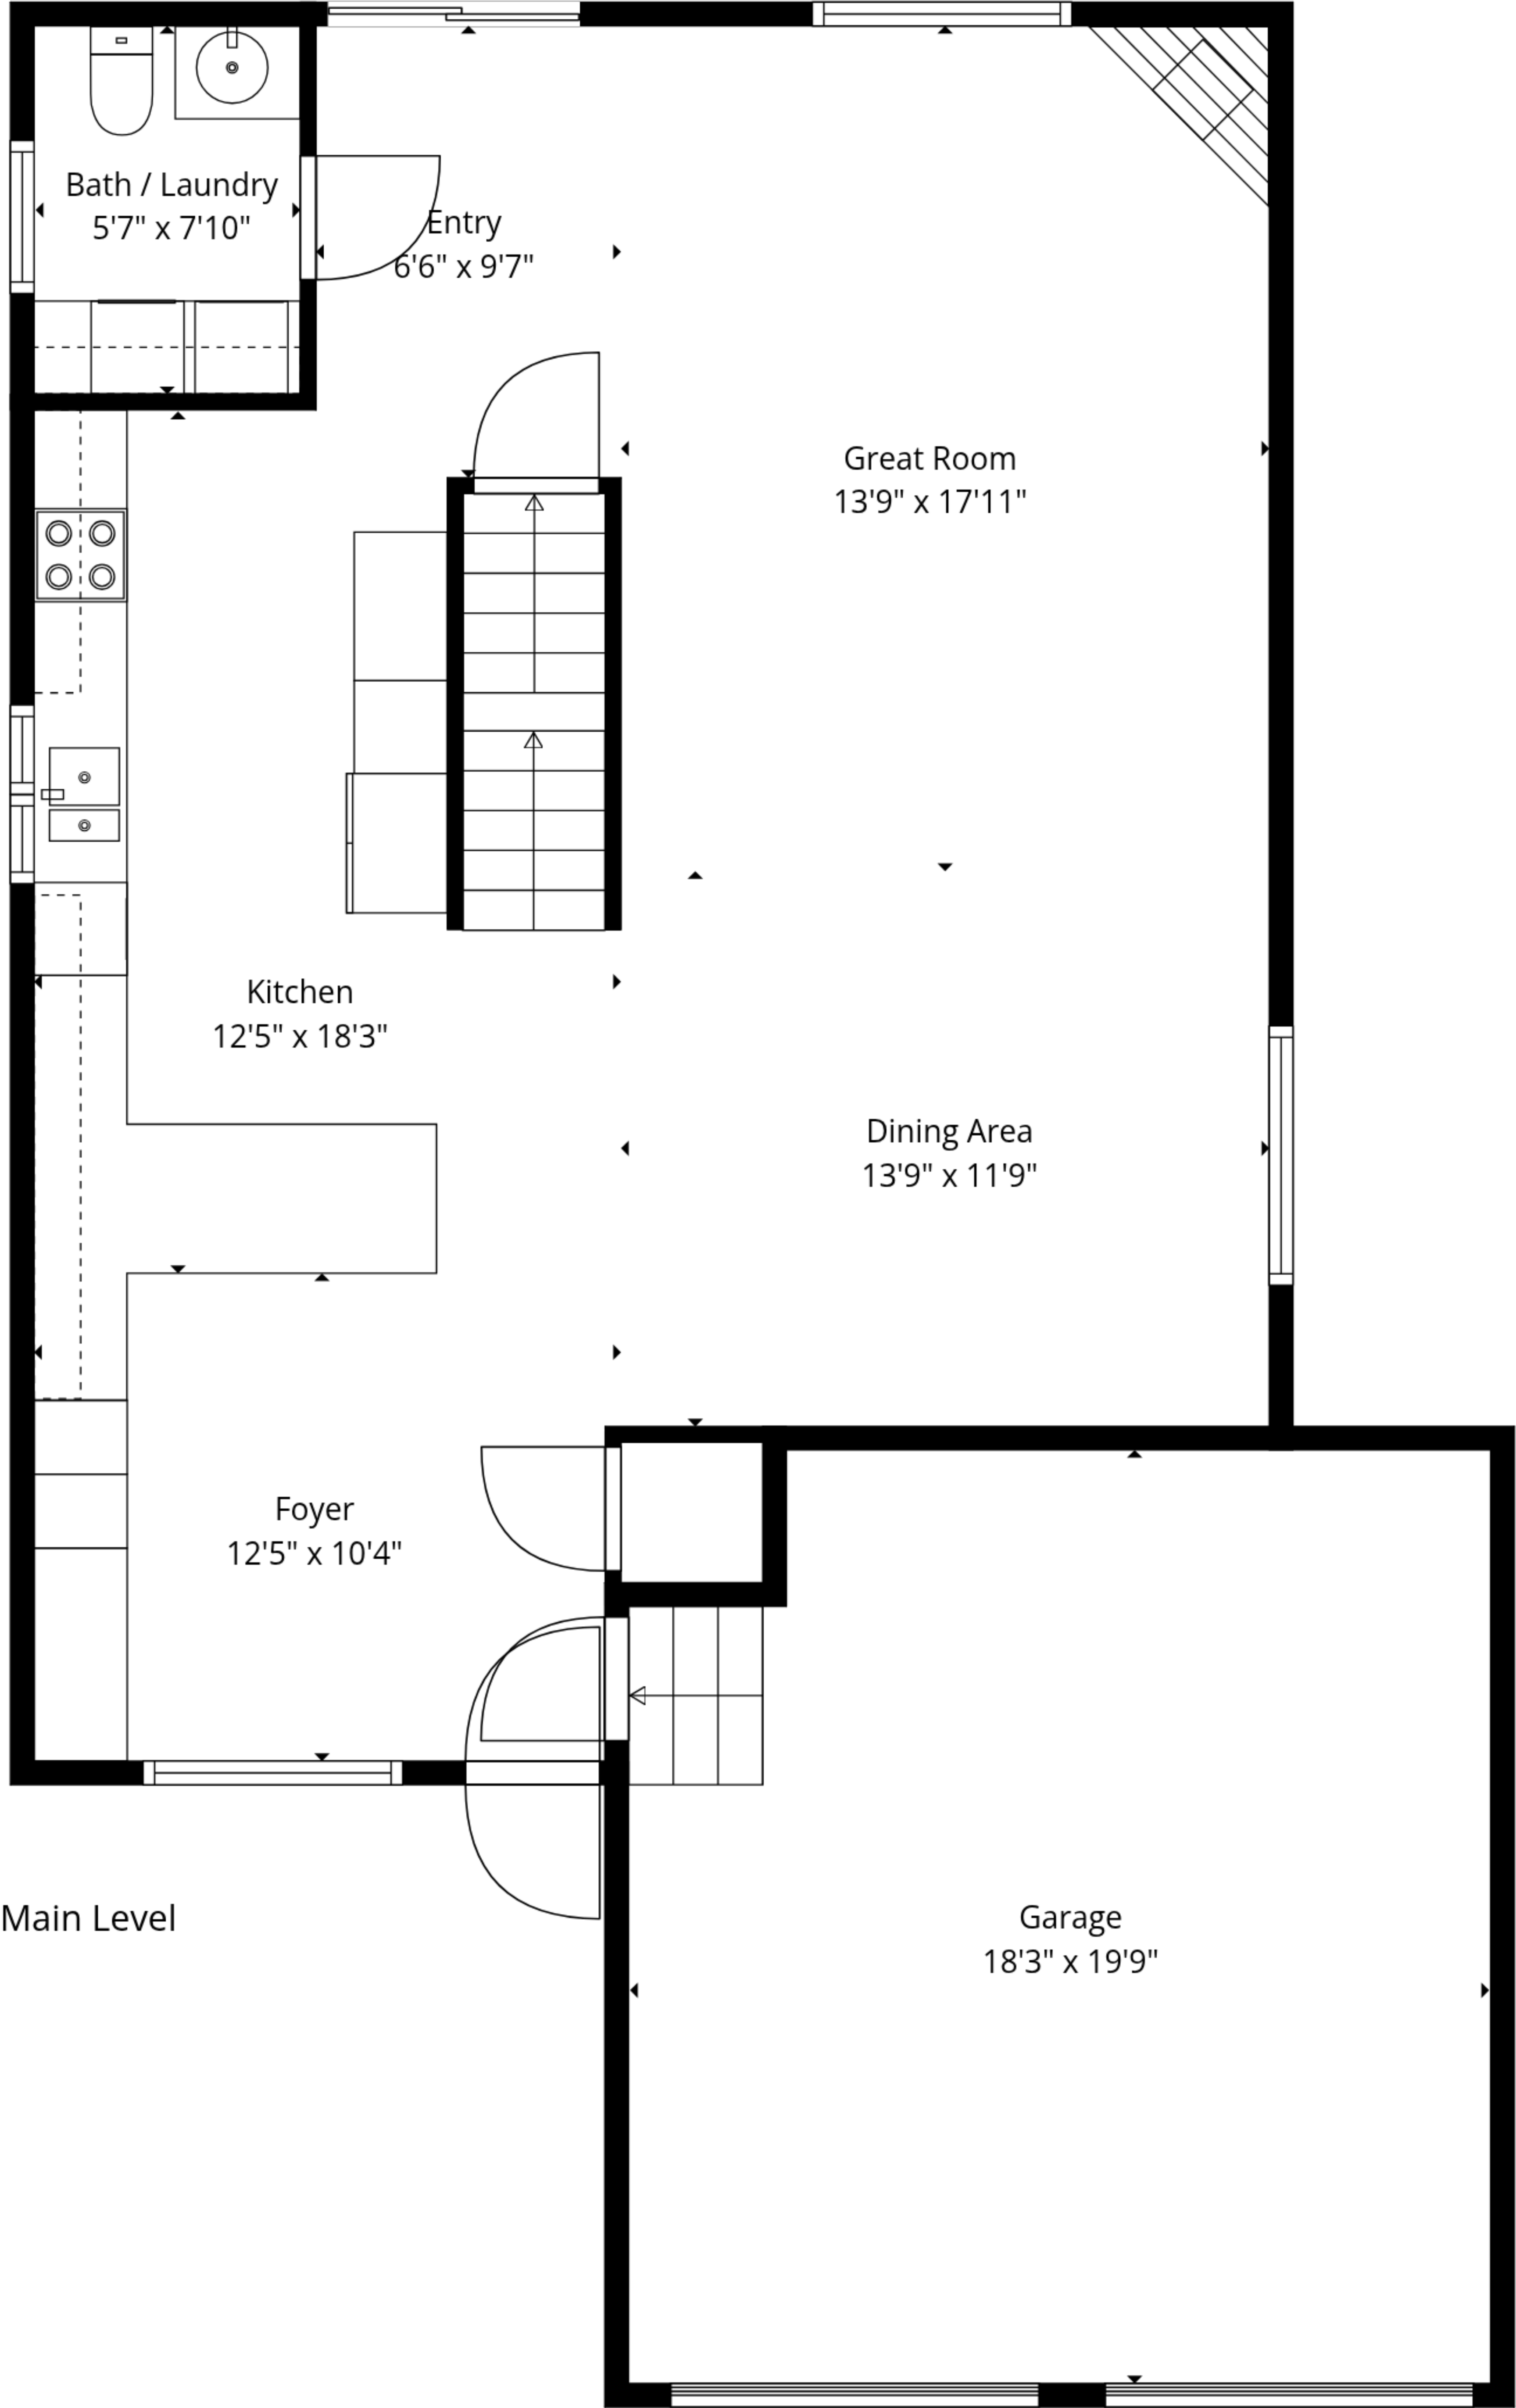 Bath / Laundry
5'7" x 7'10"
Entry
6'6" x 9'7"
Great Room
13'9" x 17'11"
Kitchen
12'5" x 18'3"
Dining Area
13'9" x 11'9"
Foyer
12'5" x 10'4"
Main Level
Garage
18'3" x 19'9"